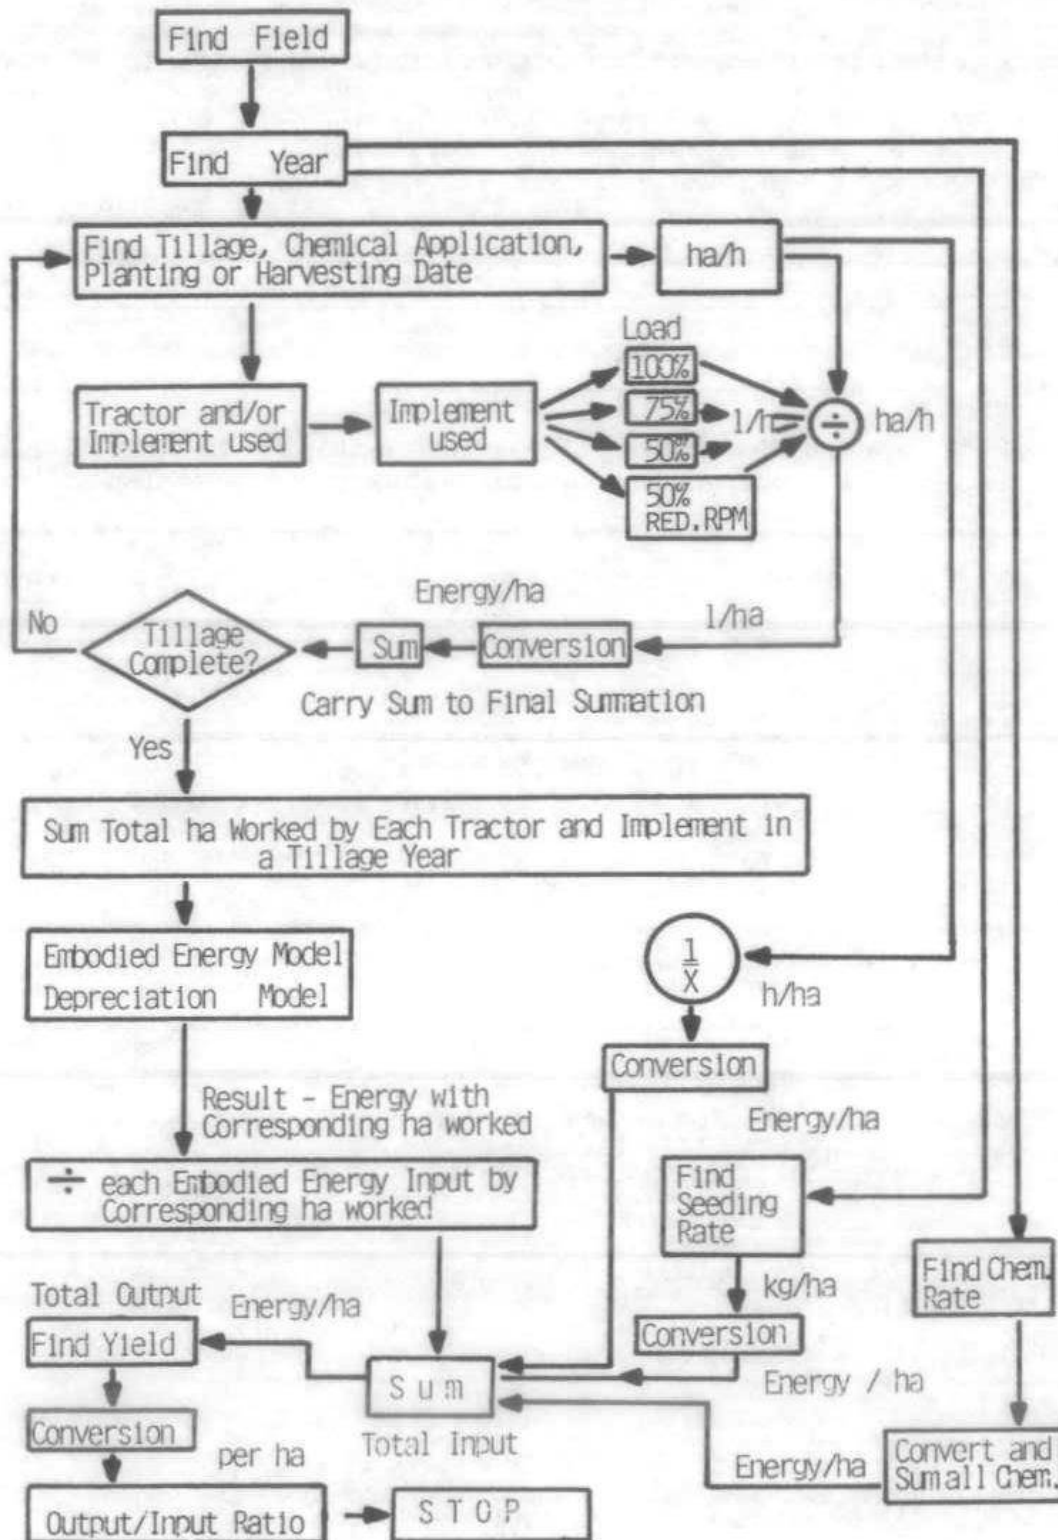 Find Field
Find Year
Find Tillage, Chemical Application,
Planting or Harvesting Date
ha/h
Load
100%
75%
50%
50%
RED.RPM
l/h
÷
ha/h
Tractor and/or
Implement used
Implement
used
Energy/ha
l/ha
No
Tillage
Complete?
Sum
Conversion
Carry Sum to Final Summation
Yes
Sum Total ha Worked by Each Tractor and Implement in
a Tillage Year
Embodied Energy Model
Depreciation Model
1
X
h/ha
Conversion
Energy/ha
Result - Energy with
Corresponding ha worked
÷ each Embodied Energy Input by
Corresponding ha worked
Find
Seeding
Rate
kg/ha
Conversion
Energy / ha
Find Chem.
Rate
Total Output
Energy/ha
Find Yield
Sum
Total Input
Conversion
per ha
Energy/ha
Convert and
Sum all Chem.
Output/Input Ratio
STOP